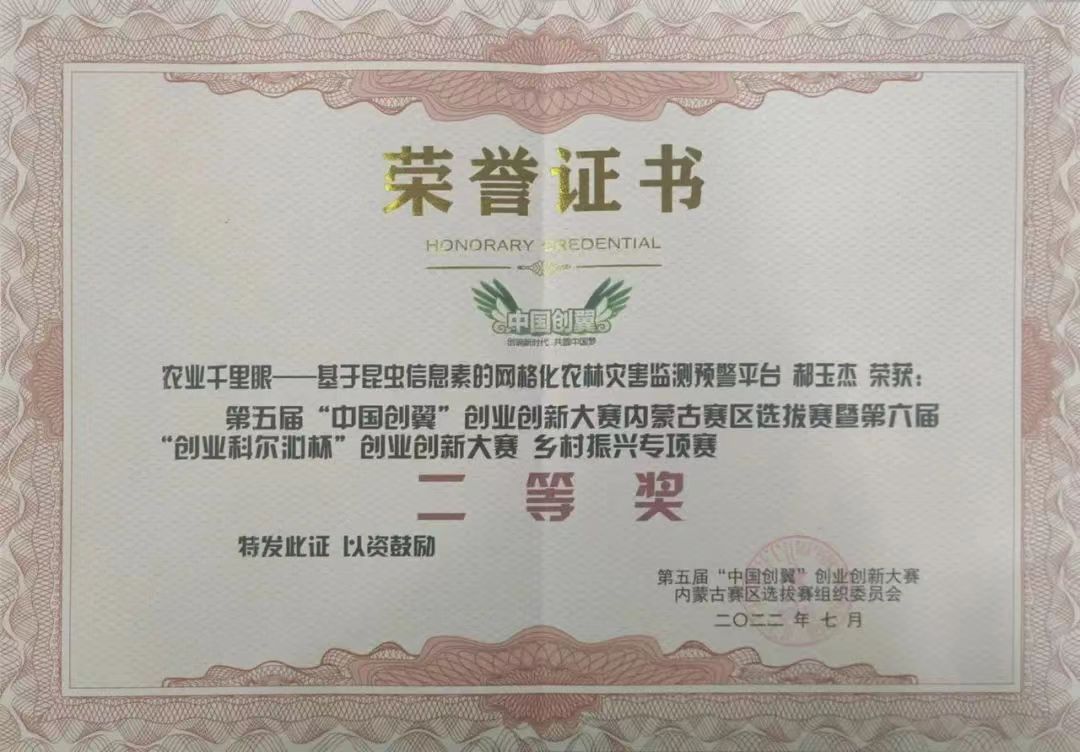 荣誉证书
HONORARY CREDENTIAL
中国创翼
创响新时代 共圆中国梦
农业千里眼——基于昆虫信息素的网格化农林灾害监测预警平台 郝玉杰 荣获：
第五届“中国创翼”创业创新大赛内蒙古赛区选拔赛暨第六届
“创业科尔沁杯”创业创新大赛 乡村振兴专项赛
二等奖
特发此证 以资鼓励
第五届“中国创翼”创业创新大赛
内蒙古赛区选拔赛组织委员会
二〇二二 年 七 月